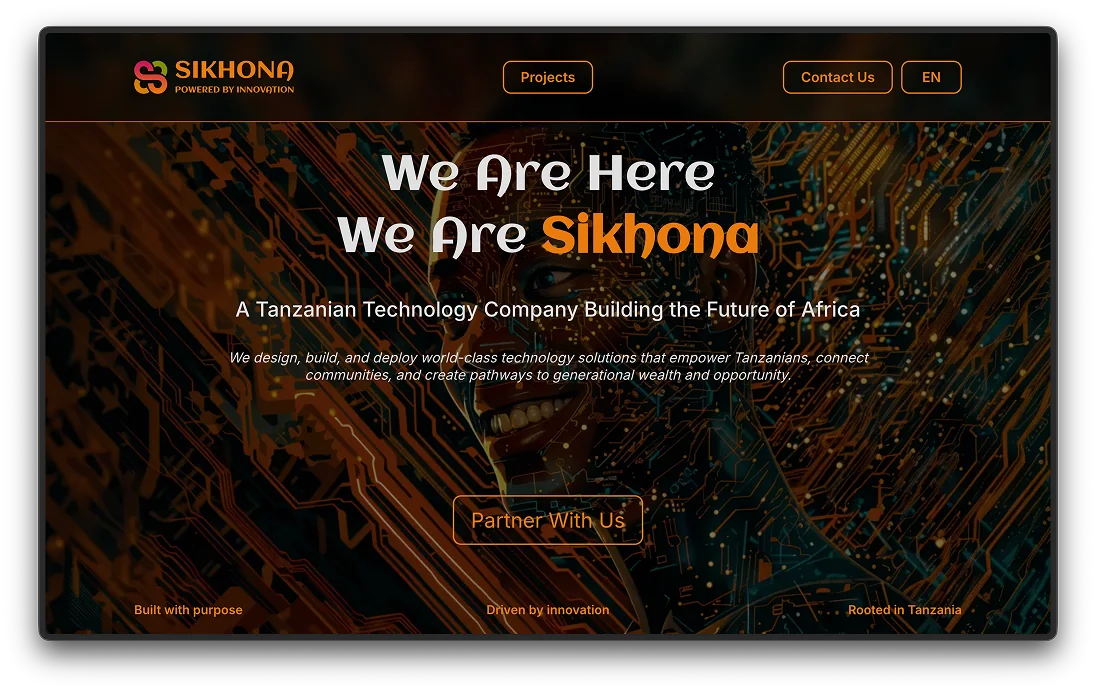 SIKHONA
POWERED BY INNOVATION
Projects
Contact Us
EN
We Are Here
We Are Sikhona
A Tanzanian Technology Company Building the Future of Africa
We design, build, and deploy world-class technology solutions that empower Tanzanians, connect
communities, and create pathways to generational wealth and opportunity.
Partner With Us
Built with purpose
Driven by innovation
Rooted in Tanzania